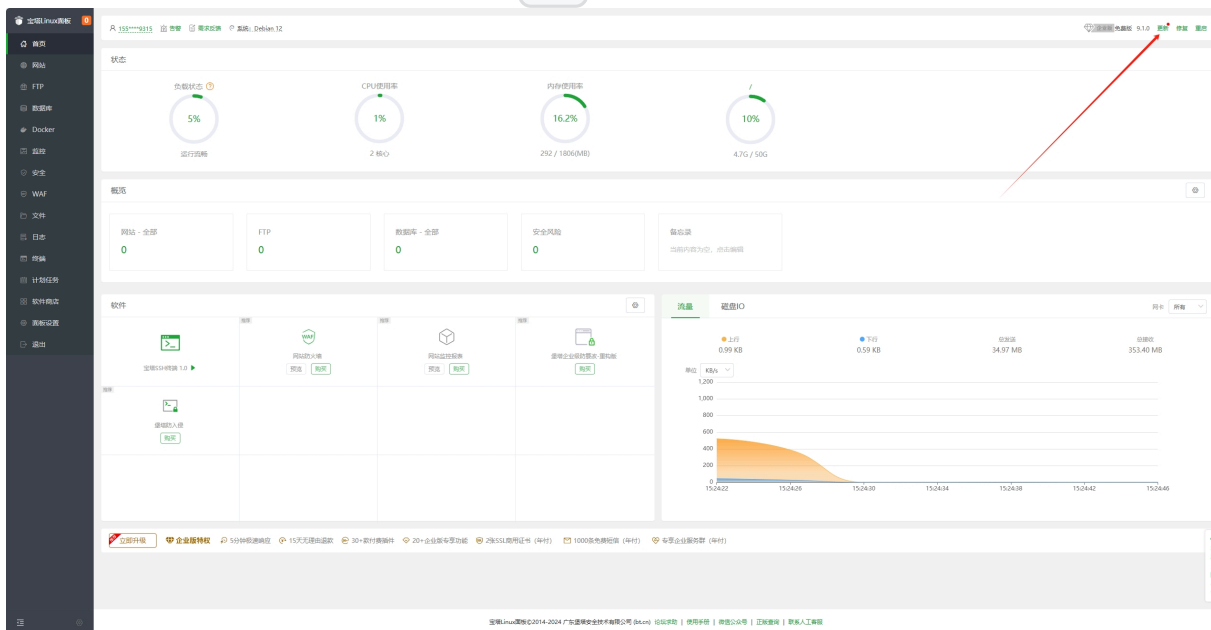 宝塔Linux面板 0
首页
网站
FTP
数据库
Docker
监控
安全
WAF
文件
日志
终端
计划任务
软件商店
面板设置
退出
155****9315 告警 需求反馈 系统: Debian 12
免费版 9.1.0 更新 修复 重启
状态
负载状态 CPU使用率 内存使用率 /
5% 1% 16.2% 10%
运行流畅 2 核心 292 / 1806(MB) 4.7G / 50G
概览
网站 - 全部 FTP 数据库 - 全部 安全风险 备忘录
0 0 0 0 当前内容为空，点击编辑
软件
推荐 推荐 推荐
WAF
宝塔SSH终端 1.0 网站防火墙 网站监控报表 堡塔企业级防篡改-重构版
预览 购买 预览 购买 购买
推荐
堡塔防入侵
购买
流量 磁盘IO 网卡 所有
上行 下行 总发送 总接收
0.99 KB 0.59 KB 34.97 MB 353.40 MB
单位 KB/s
1,200
1,000
800
600
400
200
0
15:24:22 15:24:26 15:24:30 15:24:34 15:24:38 15:24:42 15:24:46
立即升级 企业版特权 5分钟极速响应 15天无理由退款 30+款付费插件 20+企业版专享功能 2张SSL商用证书（年付） 1000条免费短信（年付） 专享企业服务群（年付）
宝塔Linux面板©2014-2024 广东堡塔安全技术有限公司 (bt.cn) 论坛求助 | 使用手册 | 微信公众号 | 正版查询 | 联系人工客服